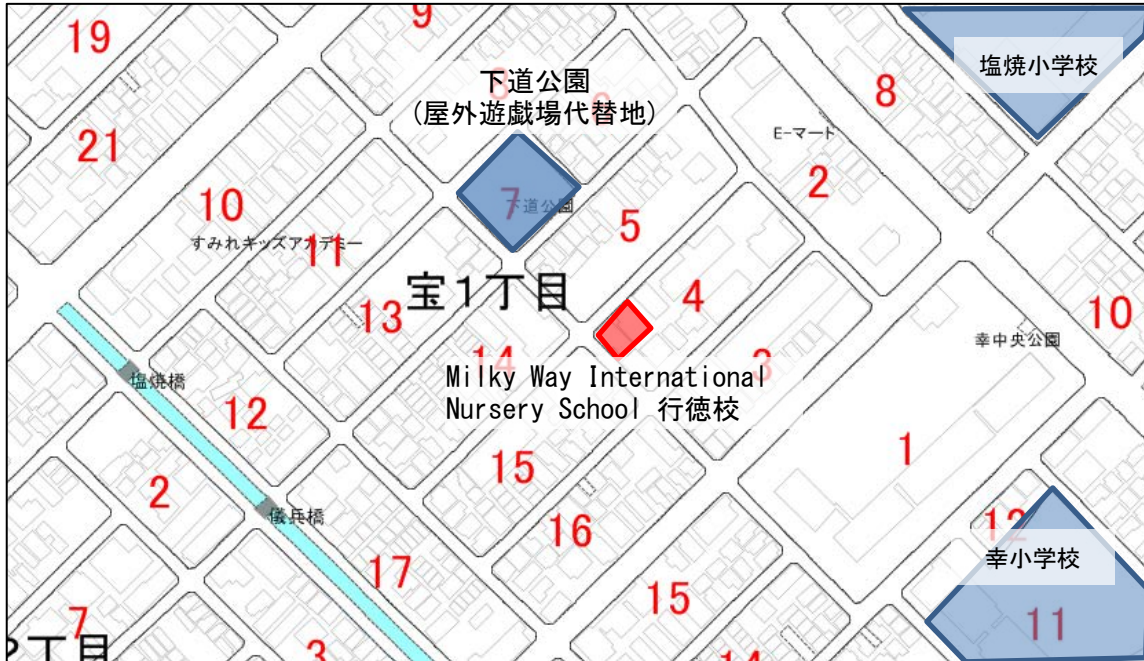 19
9
塩焼小学校
下道公園
(屋外遊戯場代替地)
8
6
8
21
E-マート
2
10
7
下道公園
5
すみれキッズアカデミー
11
宝1丁目
4
13
10
幸中央公園
14
3
Milky Way International
Nursery School 行徳校
塩焼橋
12
15
1
2
儀兵橋
16
12
幸小学校
17
15
7
11
2丁目
3
14